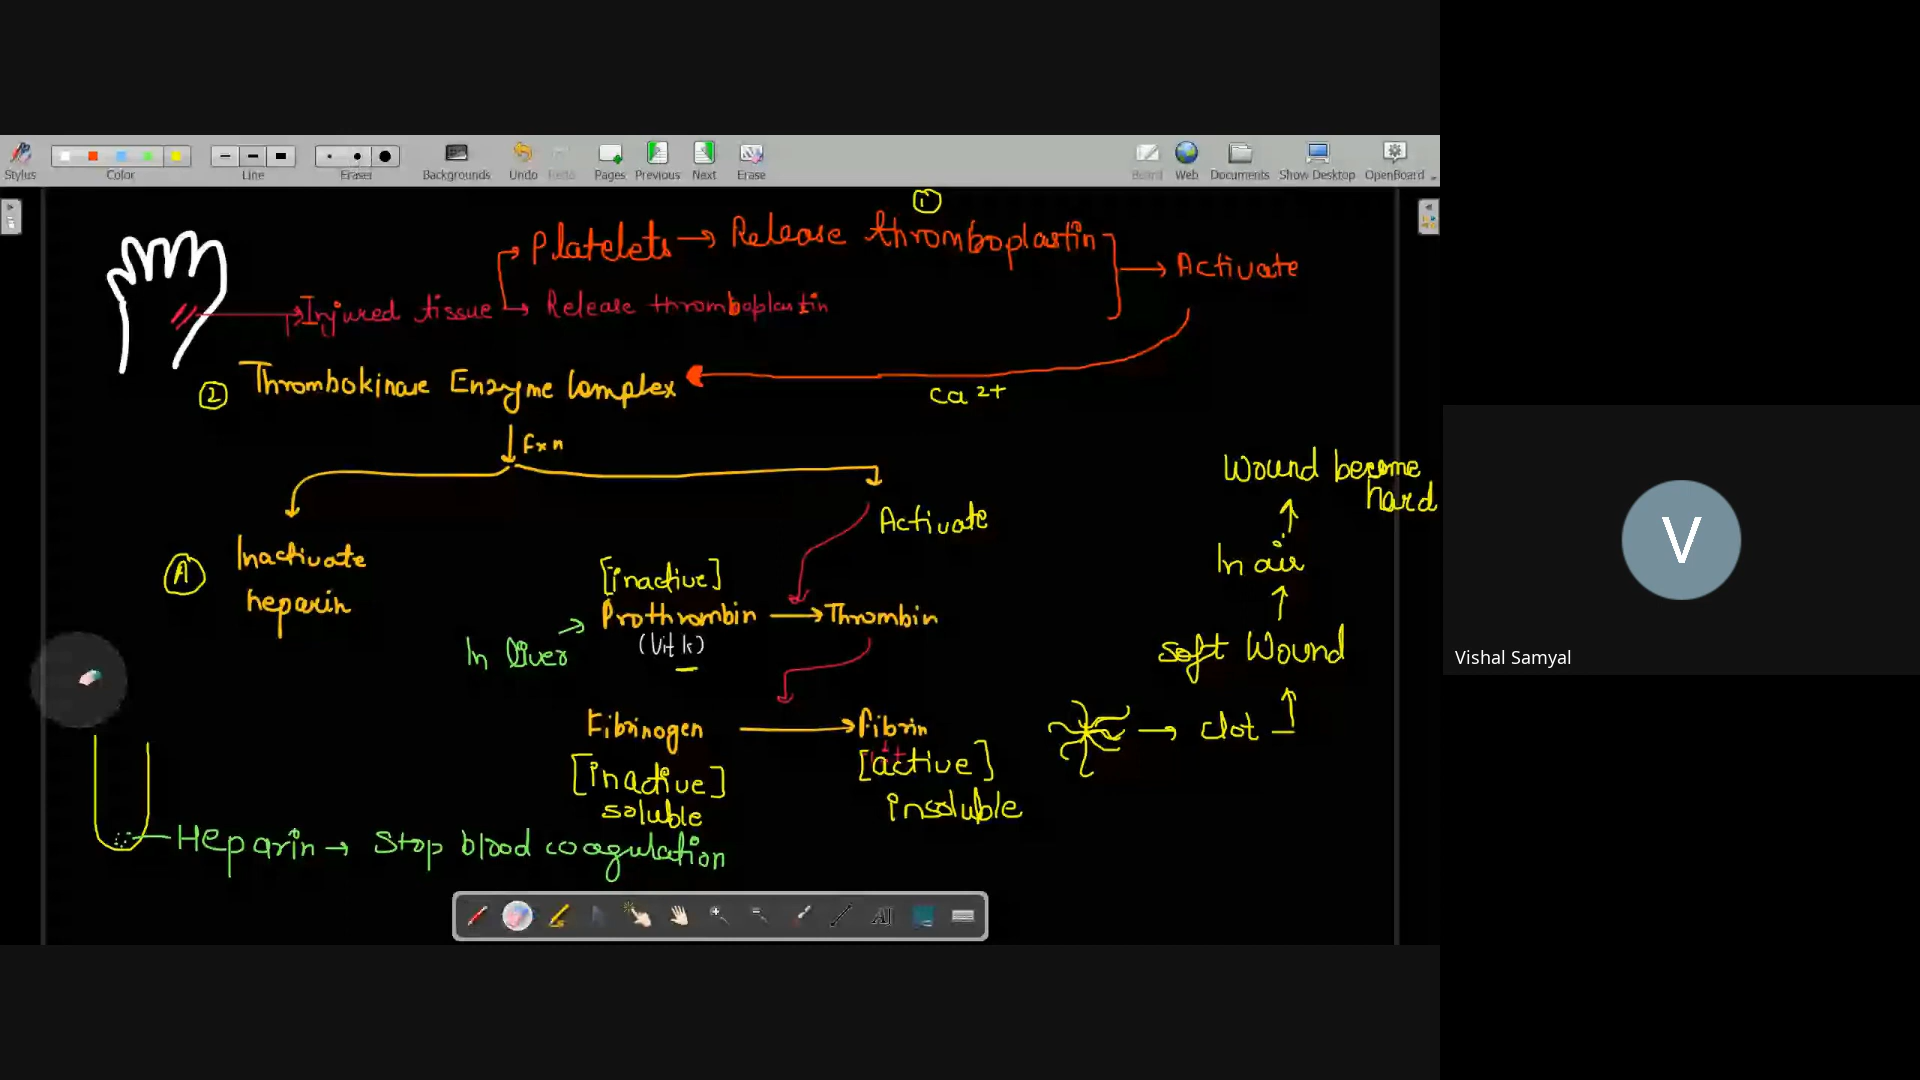 Stylus
Color
Line
Eraser
Backgrounds
Undo
Redo
Pages
Previous
Next
Erase
Board
Web
Documents
Show Desktop
OpenBoard
1
Platelets → Release thromboplastin
→ Activate
Injured tissue → Release thromboplastin
2 Thrombokinase Enzyme Complex
Ca 2+
Fxn
Wound become
hard
Activate
In air
A Inactivate
heparin
[inactive]
Prothrombin → Thrombin
(Vit K)
In liver
soft Wound
Fibrinogen → fibrin
→ clot
[inactive]
soluble
[active]
insoluble
Heparin → Stop blood coagulation
V
Vishal Samyal